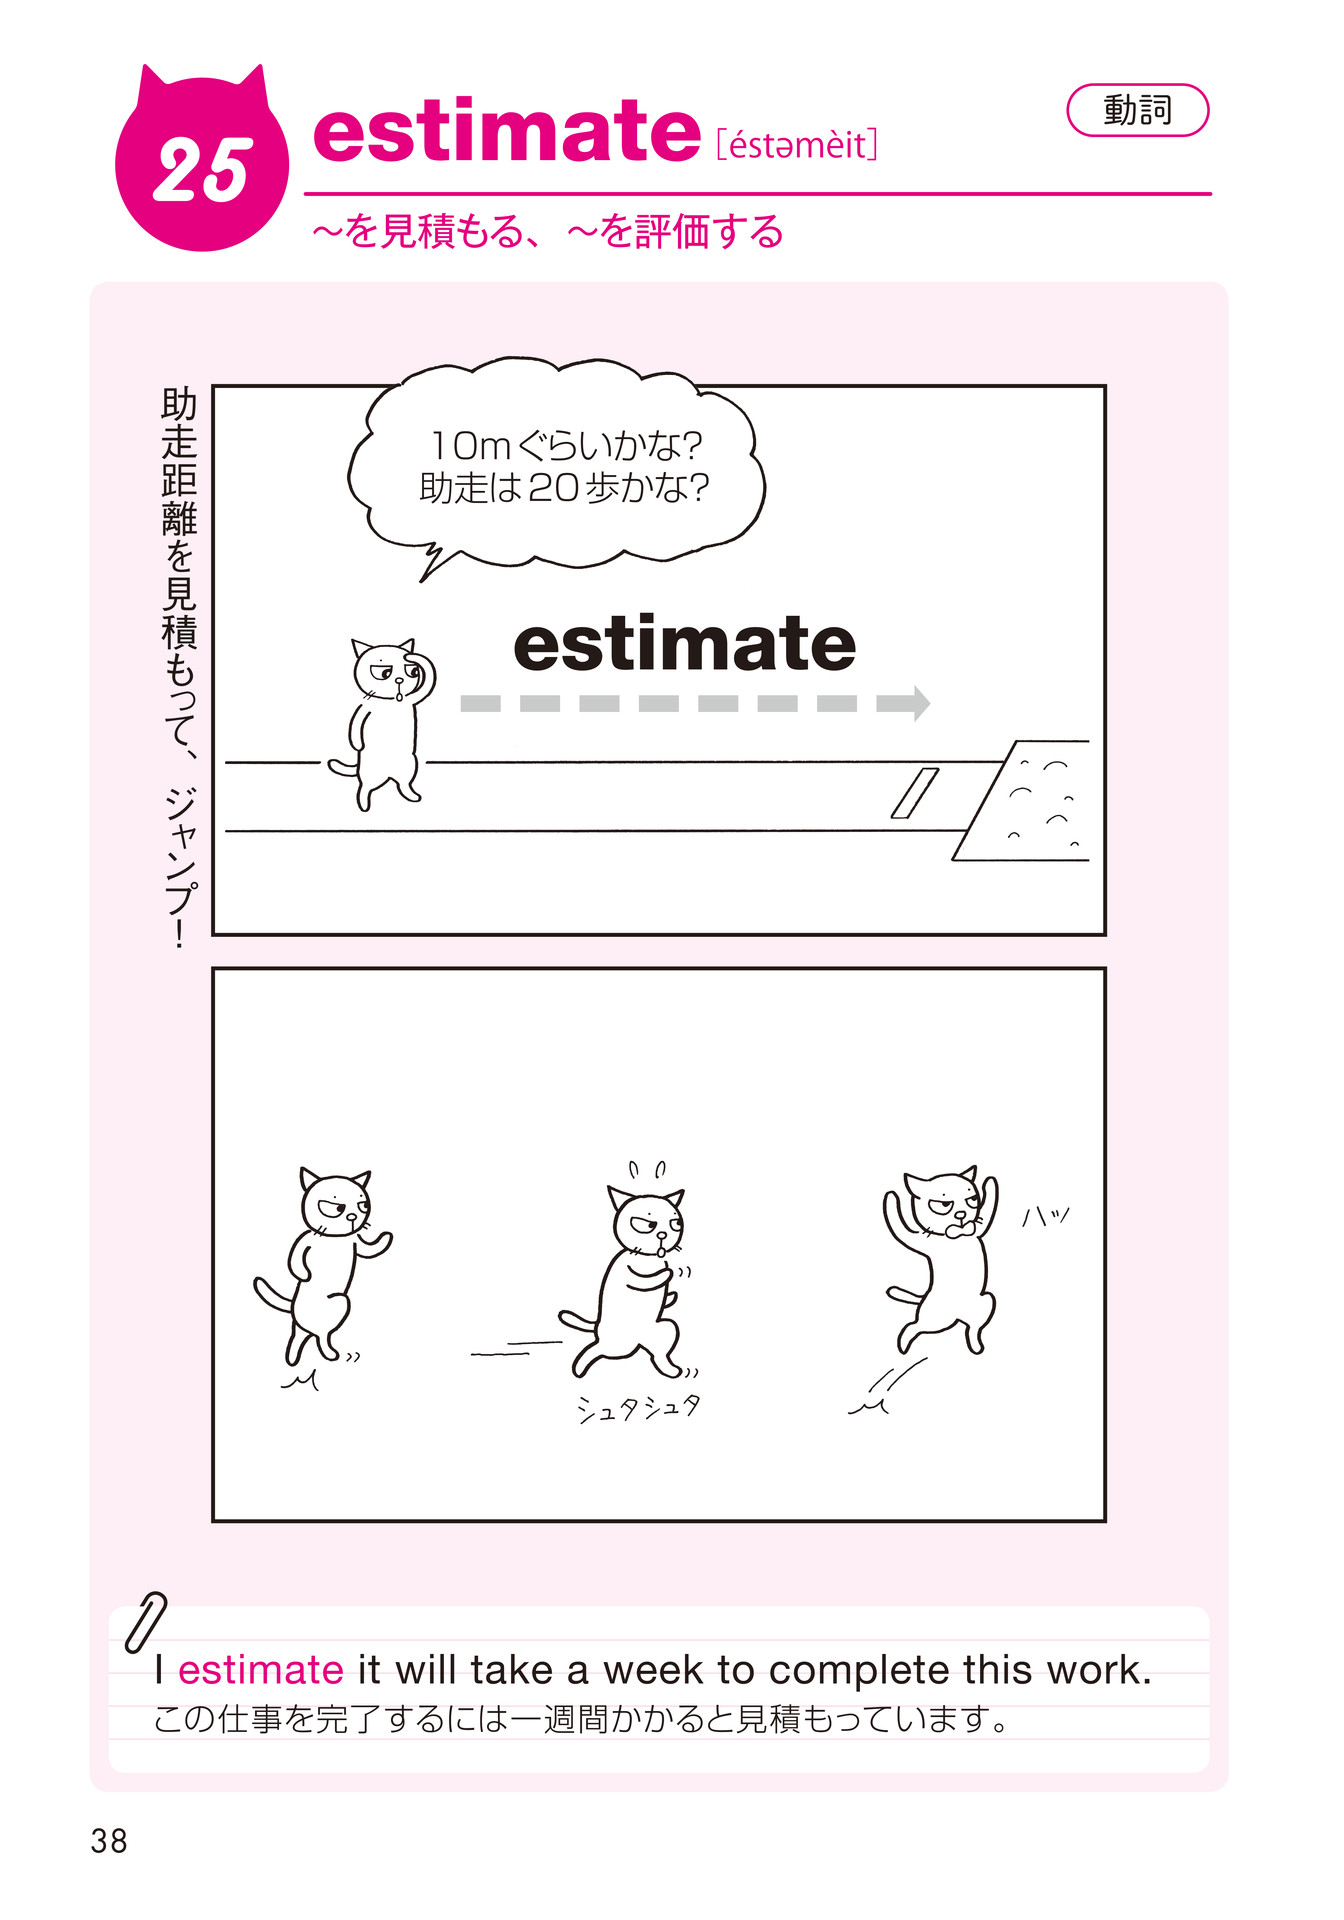 25
estimate [éstəmèit]
動詞
〜を見積もる、〜を評価する
助走距離を見積もって、ジャンプ！
10mぐらいかな？
助走は20歩かな？
estimate
シュタシュタ
ハッ
I estimate it will take a week to complete this work.
この仕事を完了するには一週間かかると見積もっています。
38